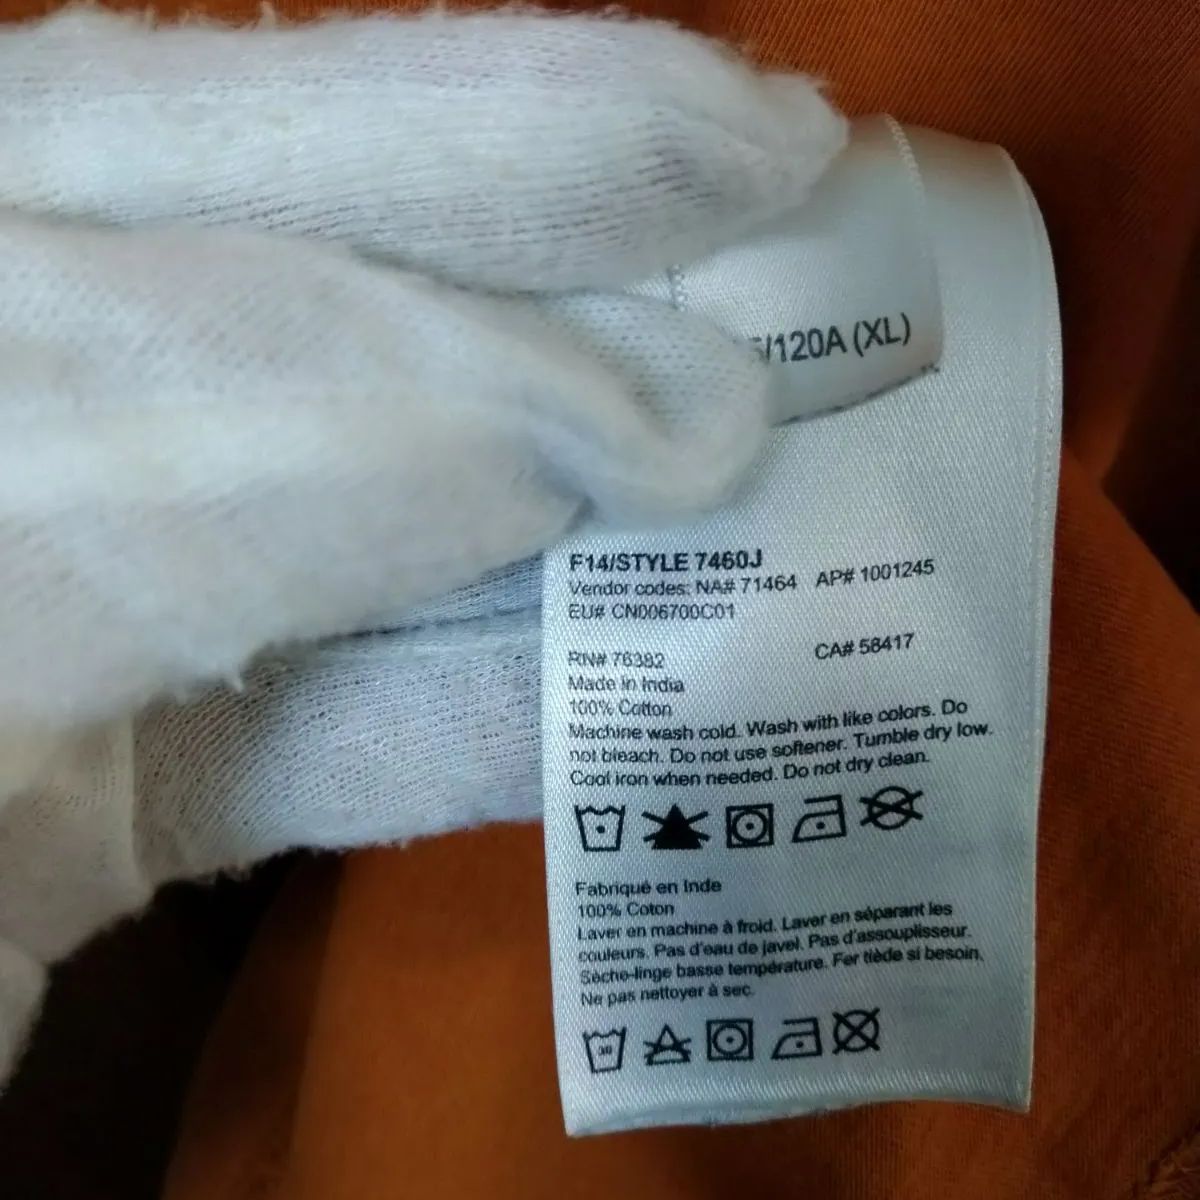 /120A (XL)
F14/STYLE 7460J
Vendor codes: NA# 71464 AP# 1001245
EU# CN006700C01
RN# 76382 CA# 58417
Made in India
100% Cotton
Machine wash cold. Wash with like colors. Do
not bleach. Do not use softener. Tumble dry low.
Cool iron when needed. Do not dry clean.
Fabriqué en Inde
100% Coton
Laver en machine à froid. Laver en séparant les
couleurs. Pas d'eau de javel. Pas d'assouplisseur.
Sèche-linge basse température. Fer tiède si besoin.
Ne pas nettoyer à sec.
30